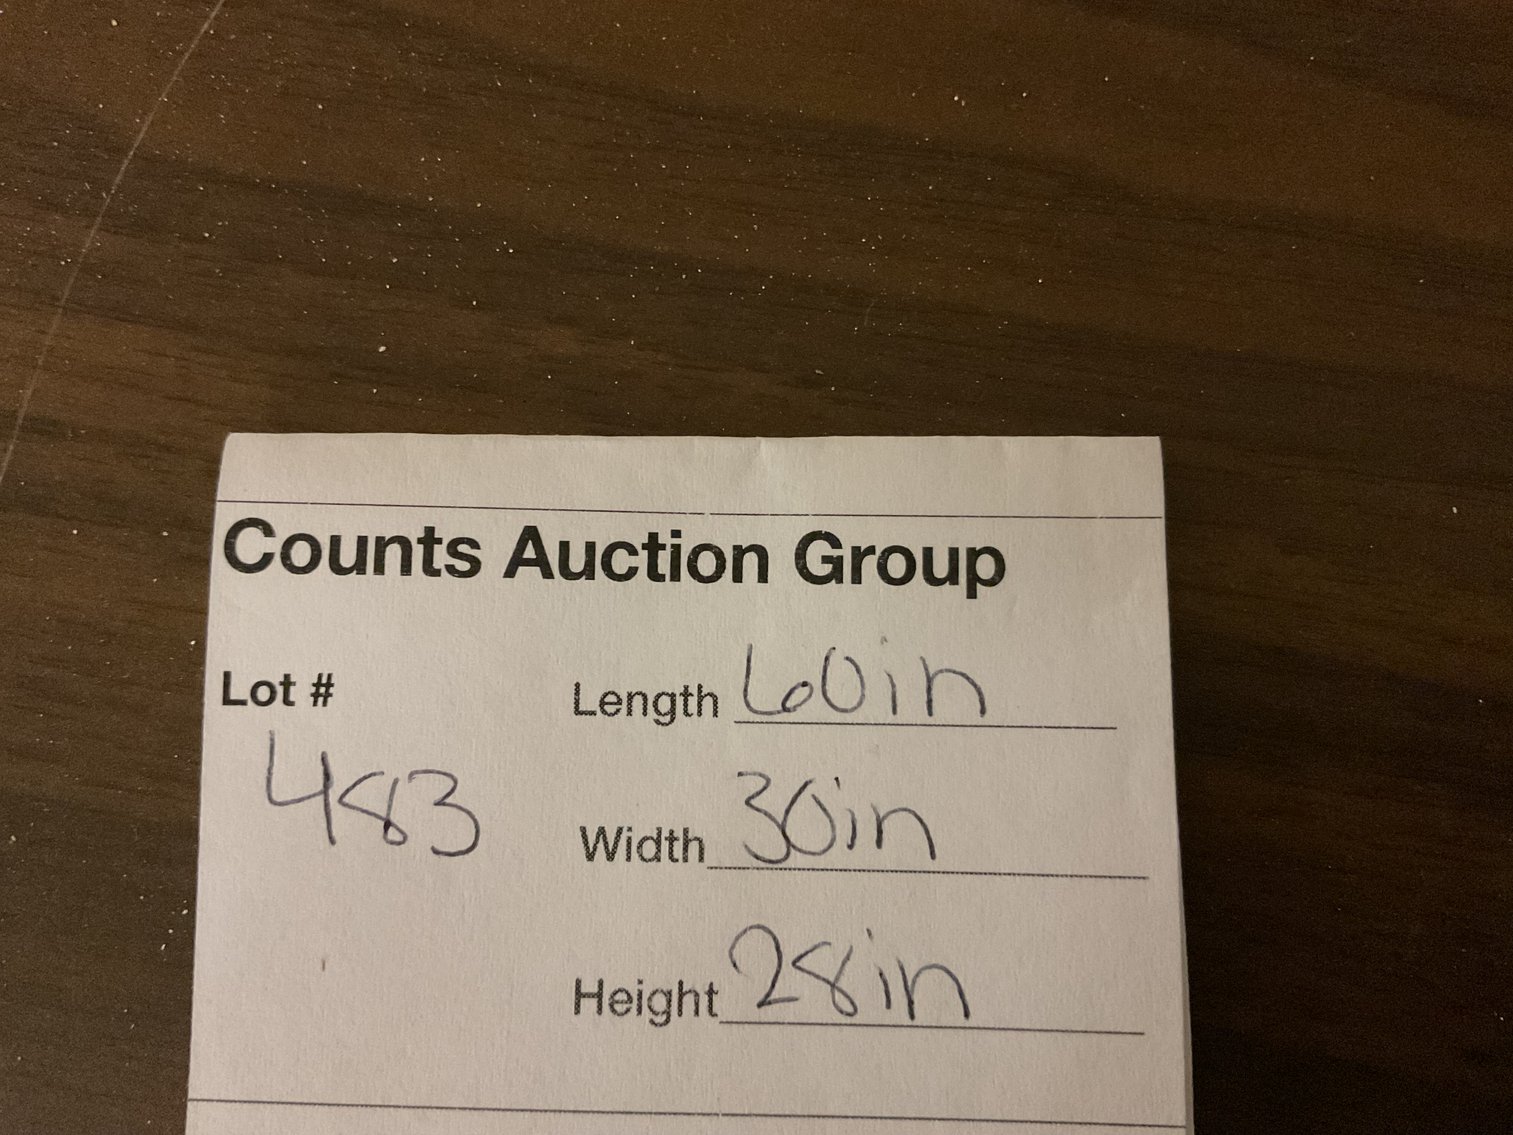 Counts Auction Group
Lot # Length 60in
483
Width 30in
Height 28in